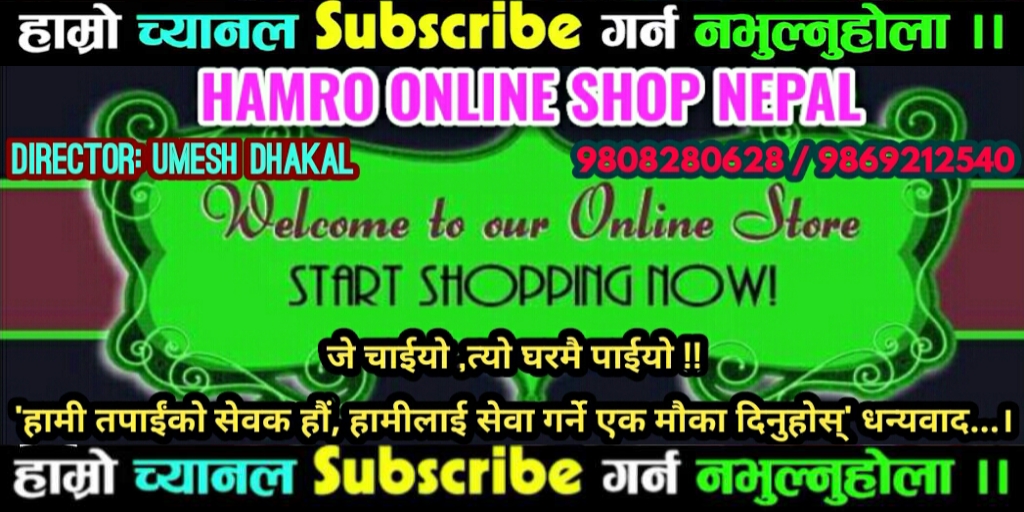 हाम्रो च्यानल Subscribe गर्न नभुल्नुहोला ।।
HAMRO ONLINE SHOP NEPAL
DIRECTOR: UMESH DHAKAL
9808280628 / 9869212540
Welcome to our Online Store
START SHOPPING NOW!
जे चाईयो ,त्यो घरमै पाईयो !!
'हामी तपाईंको सेवक हौं, हामीलाई सेवा गर्ने एक मौका दिनुहोस्' धन्यवाद...।
हाम्रो च्यानल Subscribe गर्न नभुल्नुहोला ।।